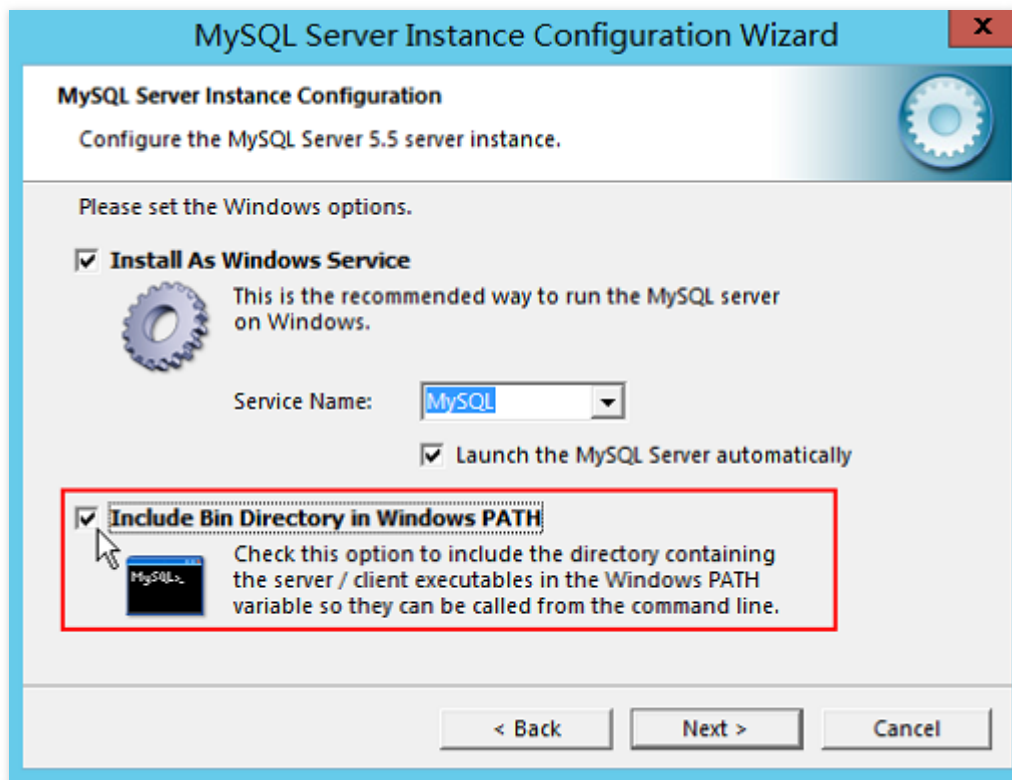 MySQL Server Instance Configuration Wizard
x
MySQL Server Instance Configuration
Configure the MySQL Server 5.5 server instance.
Please set the Windows options.
Install As Windows Service
This is the recommended way to run the MySQL server
on Windows.
Service Name: MySQL
Launch the MySQL Server automatically
Include Bin Directory in Windows PATH
Check this option to include the directory containing
the server / client executables in the Windows PATH
variable so they can be called from the command line.
MySQL>_
< Back Next > Cancel